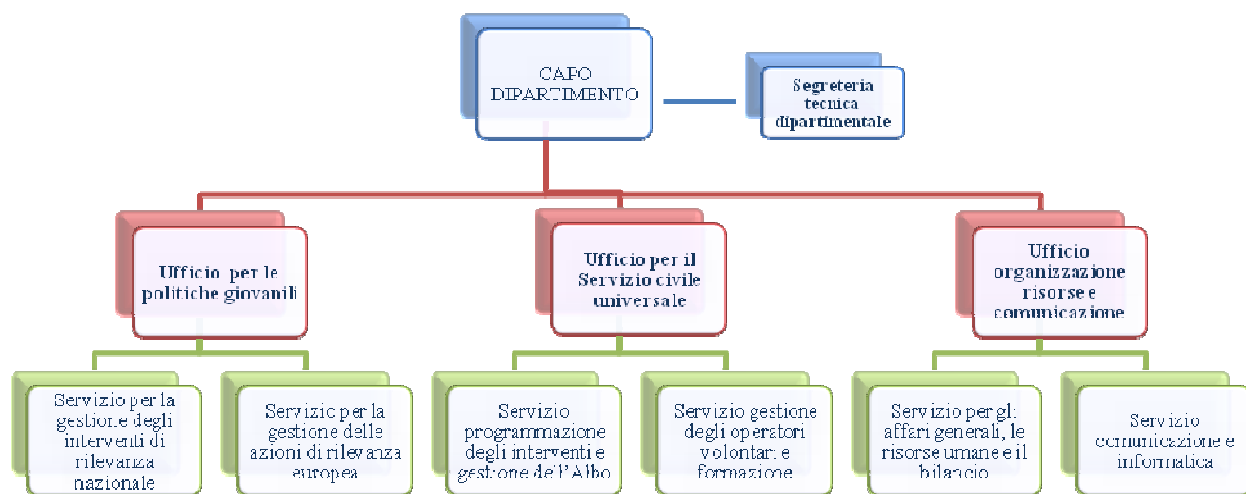 CAPO
DIPARTIMENTO
Segreteria
tecnica
dipartimentale
Ufficio per le
politiche giovanili
Ufficio per il
Servizio civile
universale
Ufficio
organizzazione
risorse e
comunicazione
Servizio per la
gestione degli
interventi di
rilevanza
nazionale
Servizio per la
gestione delle
azioni di rilevanza
europea
Servizio
programmazione
degli interventi e
gestione dell'Albo
Servizio gestione
degli operatori
volontari e
formazione
Servizio per gli
affari generali, le
risorse umane e il
bilancio
Servizio
comunicazione e
informatica